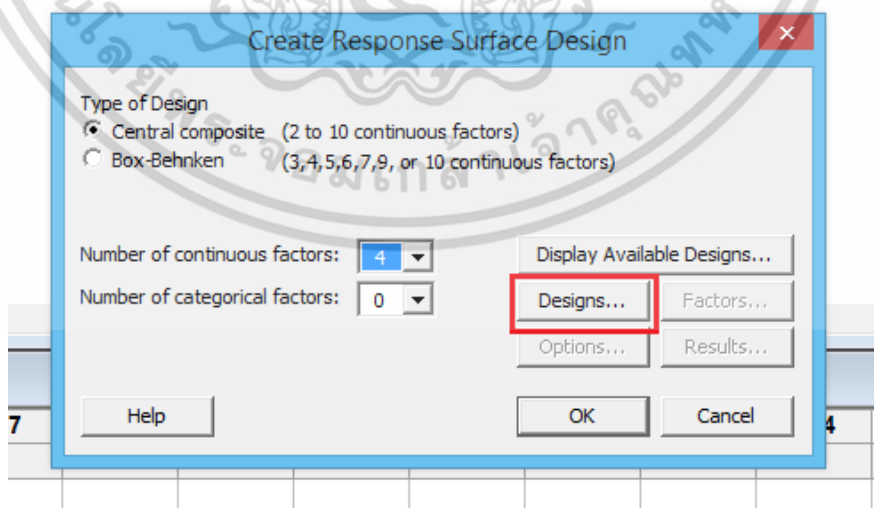 Create Response Surface Design
Type of Design
Central composite (2 to 10 continuous factors)
Box-Behnken (3,4,5,6,7,9, or 10 continuous factors)
Number of continuous factors: 4
Display Available Designs...
Number of categorical factors: 0
Designs... Factors...
Options... Results...
Help OK Cancel
7 4